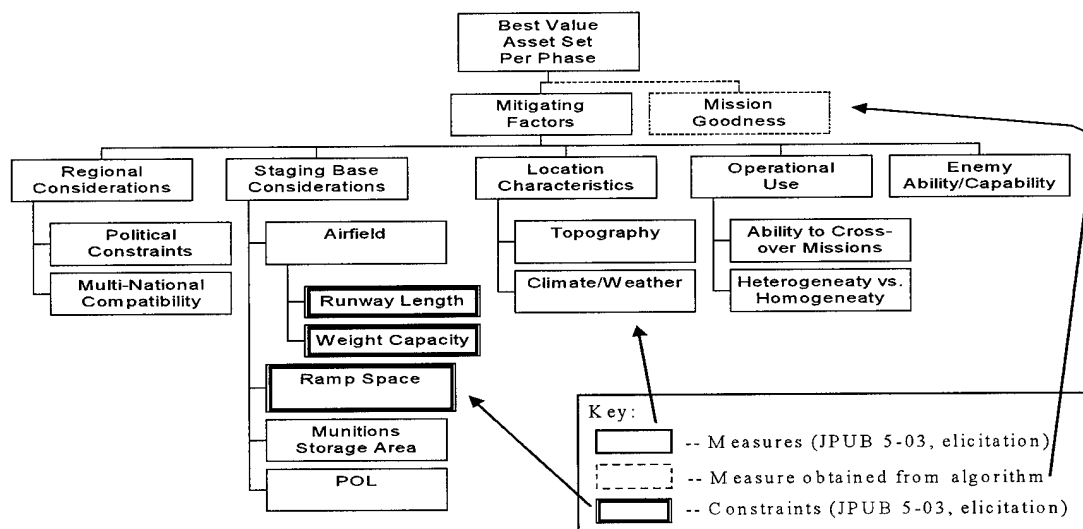 Best Value
Asset Set
Per Phase
Mitigating
Factors
Mission
Goodness
Regional
Considerations
Staging Base
Considerations
Location
Characteristics
Operational
Use
Enemy
Ability/Capability
Political
Constraints
Multi-National
Compatibility
Airfield
Runway Length
Weight Capacity
Ramp Space
Munitions
Storage Area
POL
Topography
Climate/Weather
Ability to Cross-
over Missions
Heterogeneaty vs.
Homogeneaty
Key:
-- Measures (JPUB 5-03, elicitation)
-- Measure obtained from algorithm
-- Constraints (JPUB 5-03, elicitation)